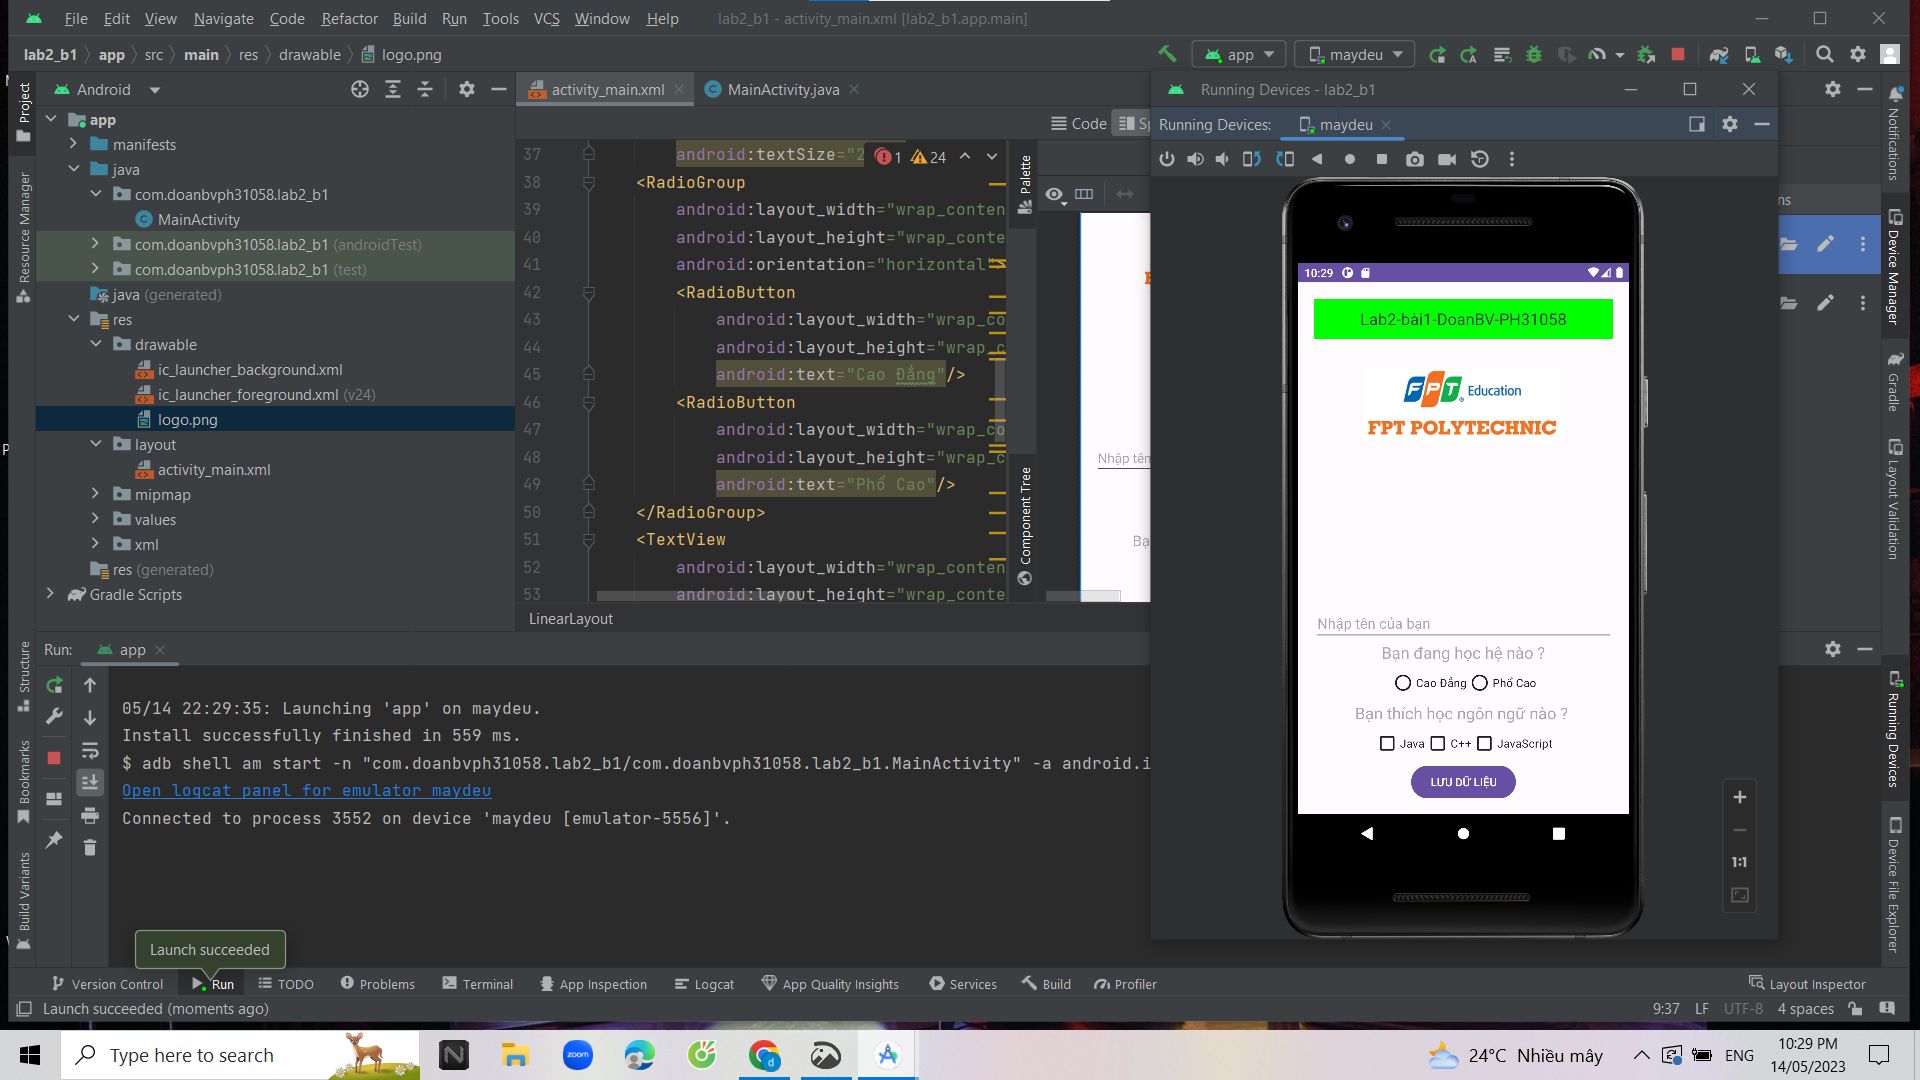 File Edit View Navigate Code Refactor Build Run Tools VCS Window Help lab2_b1 - activity_main.xml [lab2_b1.app.main]
lab2_b1 app src main res drawable logo.png app maydeu
Project
Resource Manager
Structure
Bookmarks
Build Variants
Android
app
manifests
java
com.doanbvph31058.lab2_b1
MainActivity
com.doanbvph31058.lab2_b1 (androidTest)
com.doanbvph31058.lab2_b1 (test)
java (generated)
res
drawable
ic_launcher_background.xml
ic_launcher_foreground.xml (v24)
logo.png
layout
activity_main.xml
mipmap
values
xml
res (generated)
Gradle Scripts
activity_main.xml MainActivity.java
Code Sp
1 24
37 android:textSize="2
38 <RadioGroup
39 android:layout_width="wrap_conten
40 android:layout_height="wrap_conte
41 android:orientation="horizontal">
42 <RadioButton
43 android:layout_width="wrap_co
44 android:layout_height="wrap_c
45 android:text="Cao Đẳng"/>
46 <RadioButton
47 android:layout_width="wrap_co
48 android:layout_height="wrap_c
49 android:text="Phổ Cao"/>
50 </RadioGroup>
51 <TextView
52 android:layout_width="wrap_conten
53 android:layout_height="wrap_conte
LinearLayout
Palette
Component Tree
Nhập tên
Bạ
Running Devices - lab2_b1
Running Devices: maydeu
10:29
Lab2-bài1-DoanBV-PH31058
FPT Education
FPT POLYTECHNIC
Nhập tên của bạn
Bạn đang học hệ nào ?
Cao Đẳng Phổ Cao
Bạn thích học ngôn ngữ nào ?
Java C++ JavaScript
LƯU DỮ LIỆU
1:1
ns
Notifications
Device Manager
Gradle
Layout Validation
Running Devices
Device File Explorer
Run: app
05/14 22:29:35: Launching 'app' on maydeu.
Install successfully finished in 559 ms.
$ adb shell am start -n "com.doanbvph31058.lab2_b1/com.doanbvph31058.lab2_b1.MainActivity" -a android.i
Open logcat panel for emulator maydeu
Connected to process 3552 on device 'maydeu [emulator-5556]'.
Launch succeeded
Version Control Run TODO Problems Terminal App Inspection Logcat App Quality Insights Services Build Profiler Layout Inspector
Launch succeeded (moments ago) 9:37 LF UTF-8 4 spaces
Type here to search
zoom
24°C Nhiều mây
ENG
10:29 PM
14/05/2023